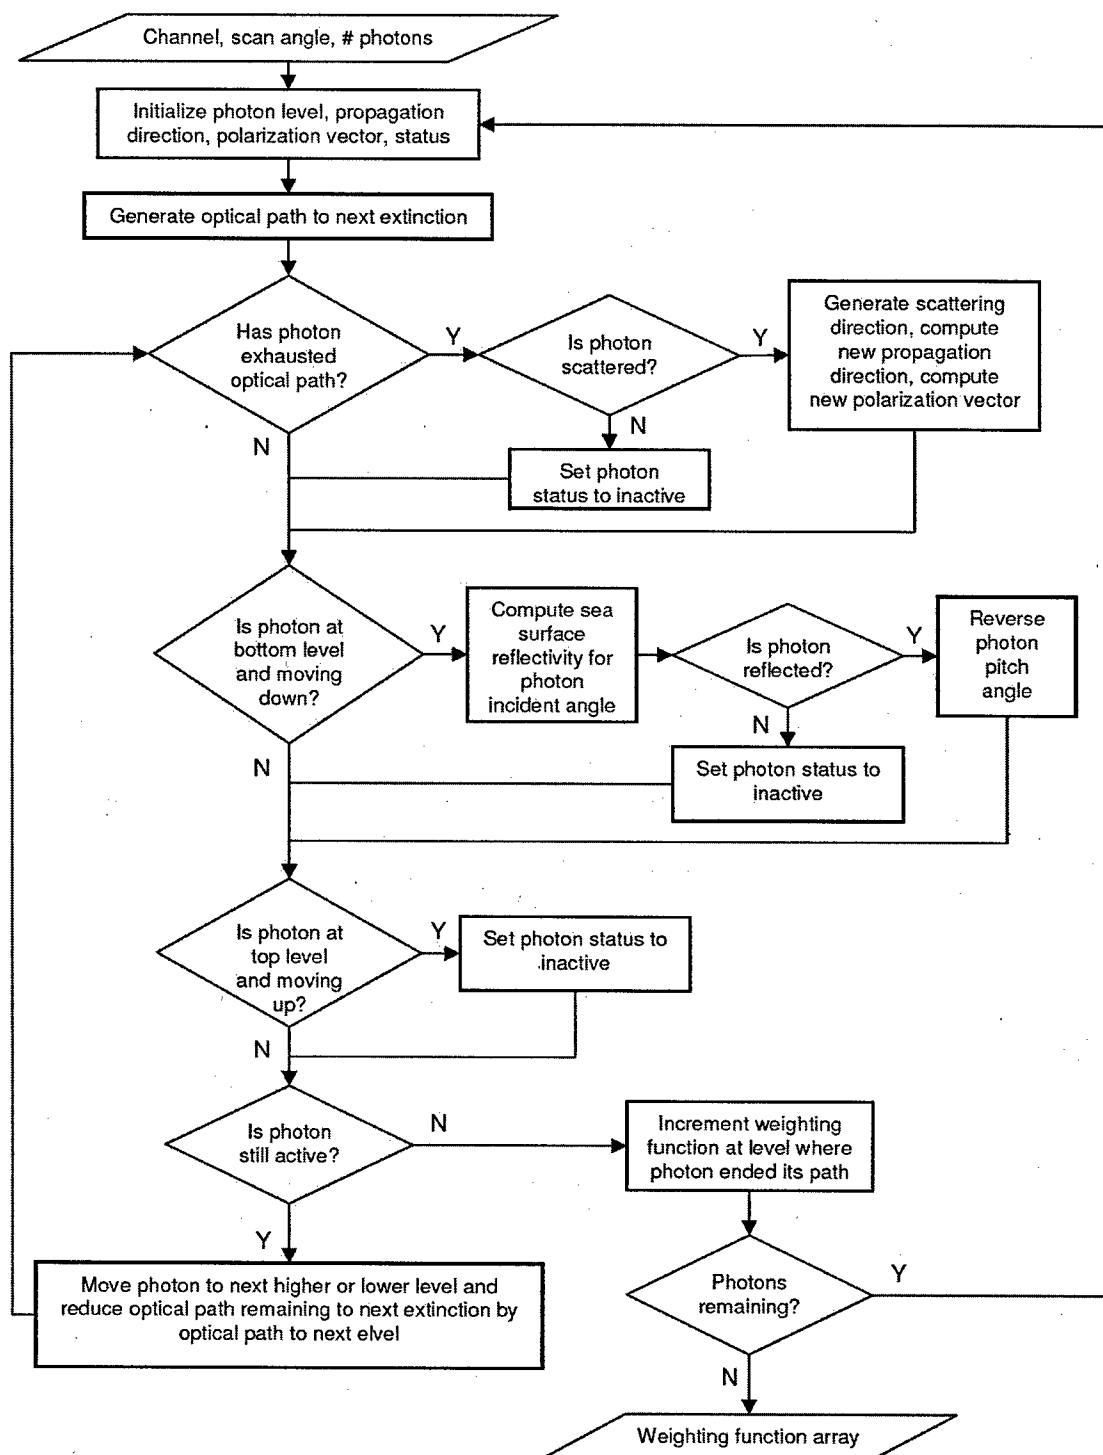 Channel, scan angle, # photons
Initialize photon level, propagation
direction, polarization vector, status
Generate optical path to next extinction
Has photon
exhausted
optical path?
Y
Is photon
scattered?
Y
Generate scattering
direction, compute
new propagation
direction, compute
new polarization vector
N
N
Set photon
status to inactive
Is photon at
bottom level
and moving
down?
Y
Compute sea
surface
reflectivity for
photon
incident angle
Is photon
reflected?
Y
Reverse
photon
pitch
angle
N
N
Set photon status to
inactive
Is photon at
top level
and moving
up?
Y
Set photon status to
inactive
N
Is photon
still active?
N
Increment weighting
function at level where
photon ended its path
Y
Move photon to next higher or lower level and
reduce optical path remaining to next extinction by
optical path to next elvel
Photons
remaining?
Y
N
Weighting function array